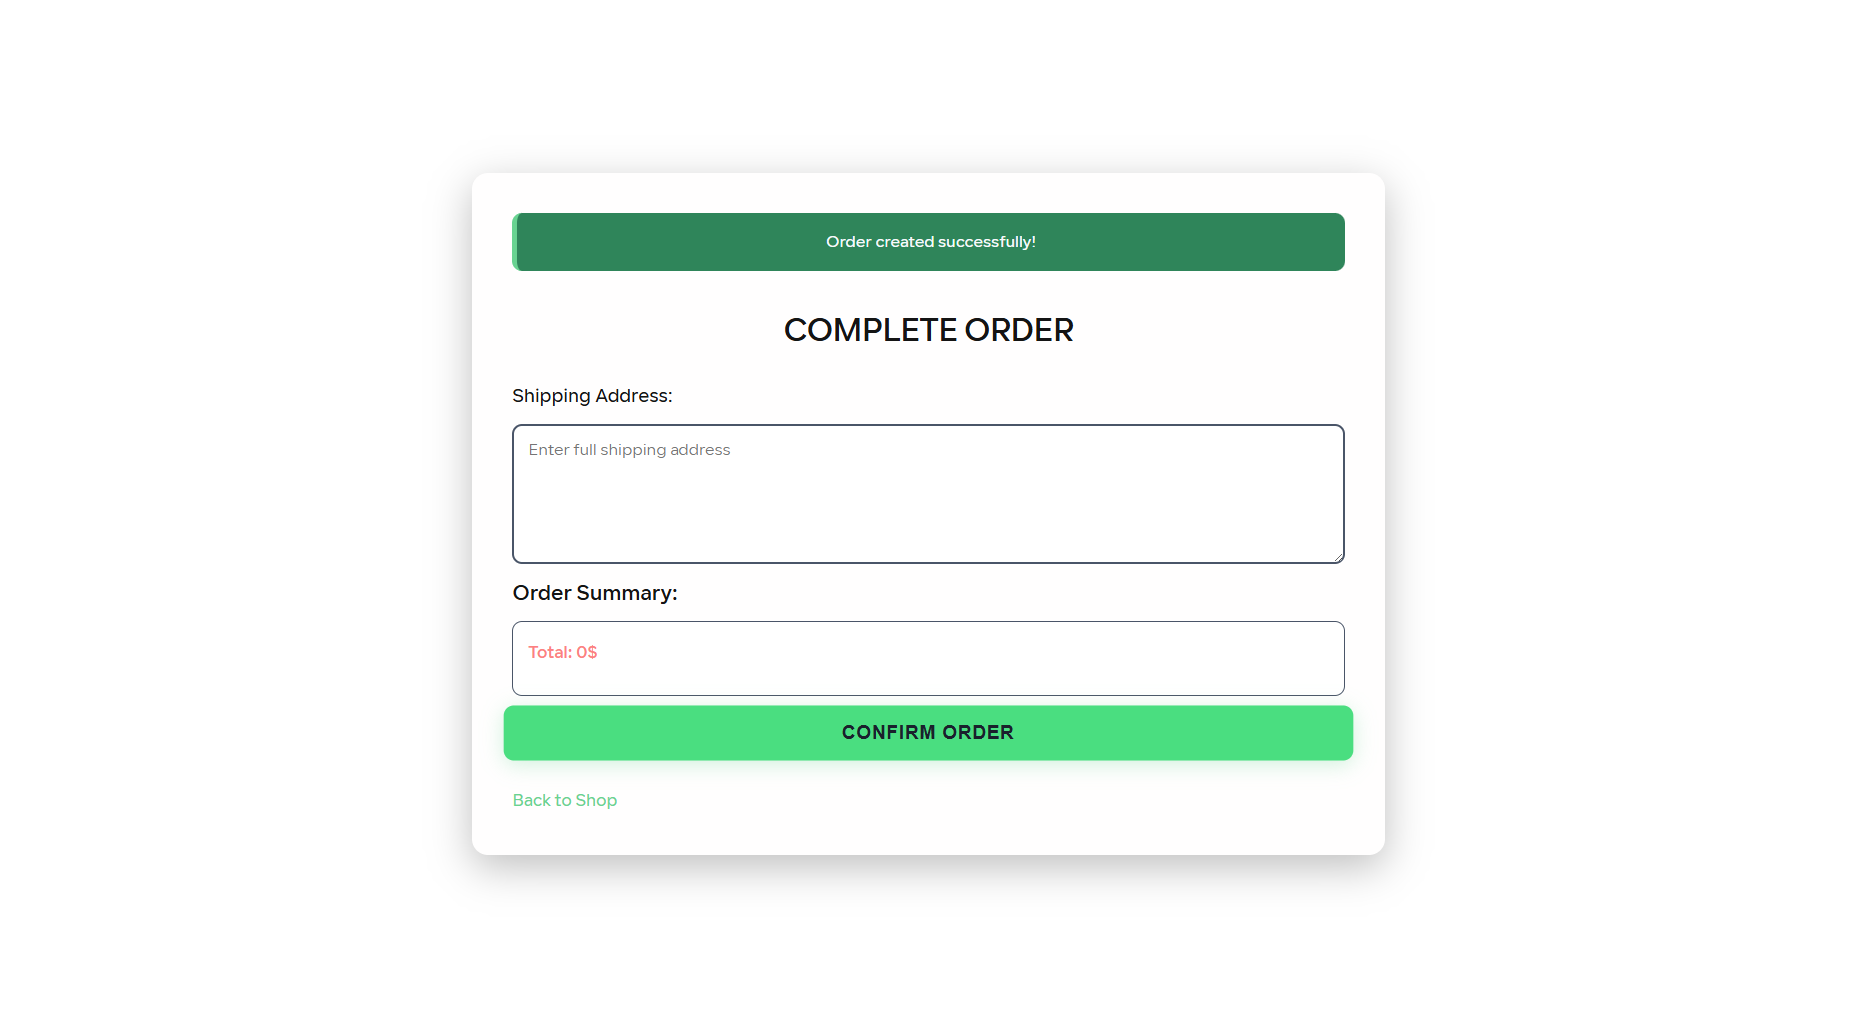 Order created successfully!
COMPLETE ORDER
Shipping Address:
Enter full shipping address
Order Summary:
Total: 0$
CONFIRM ORDER
Back to Shop